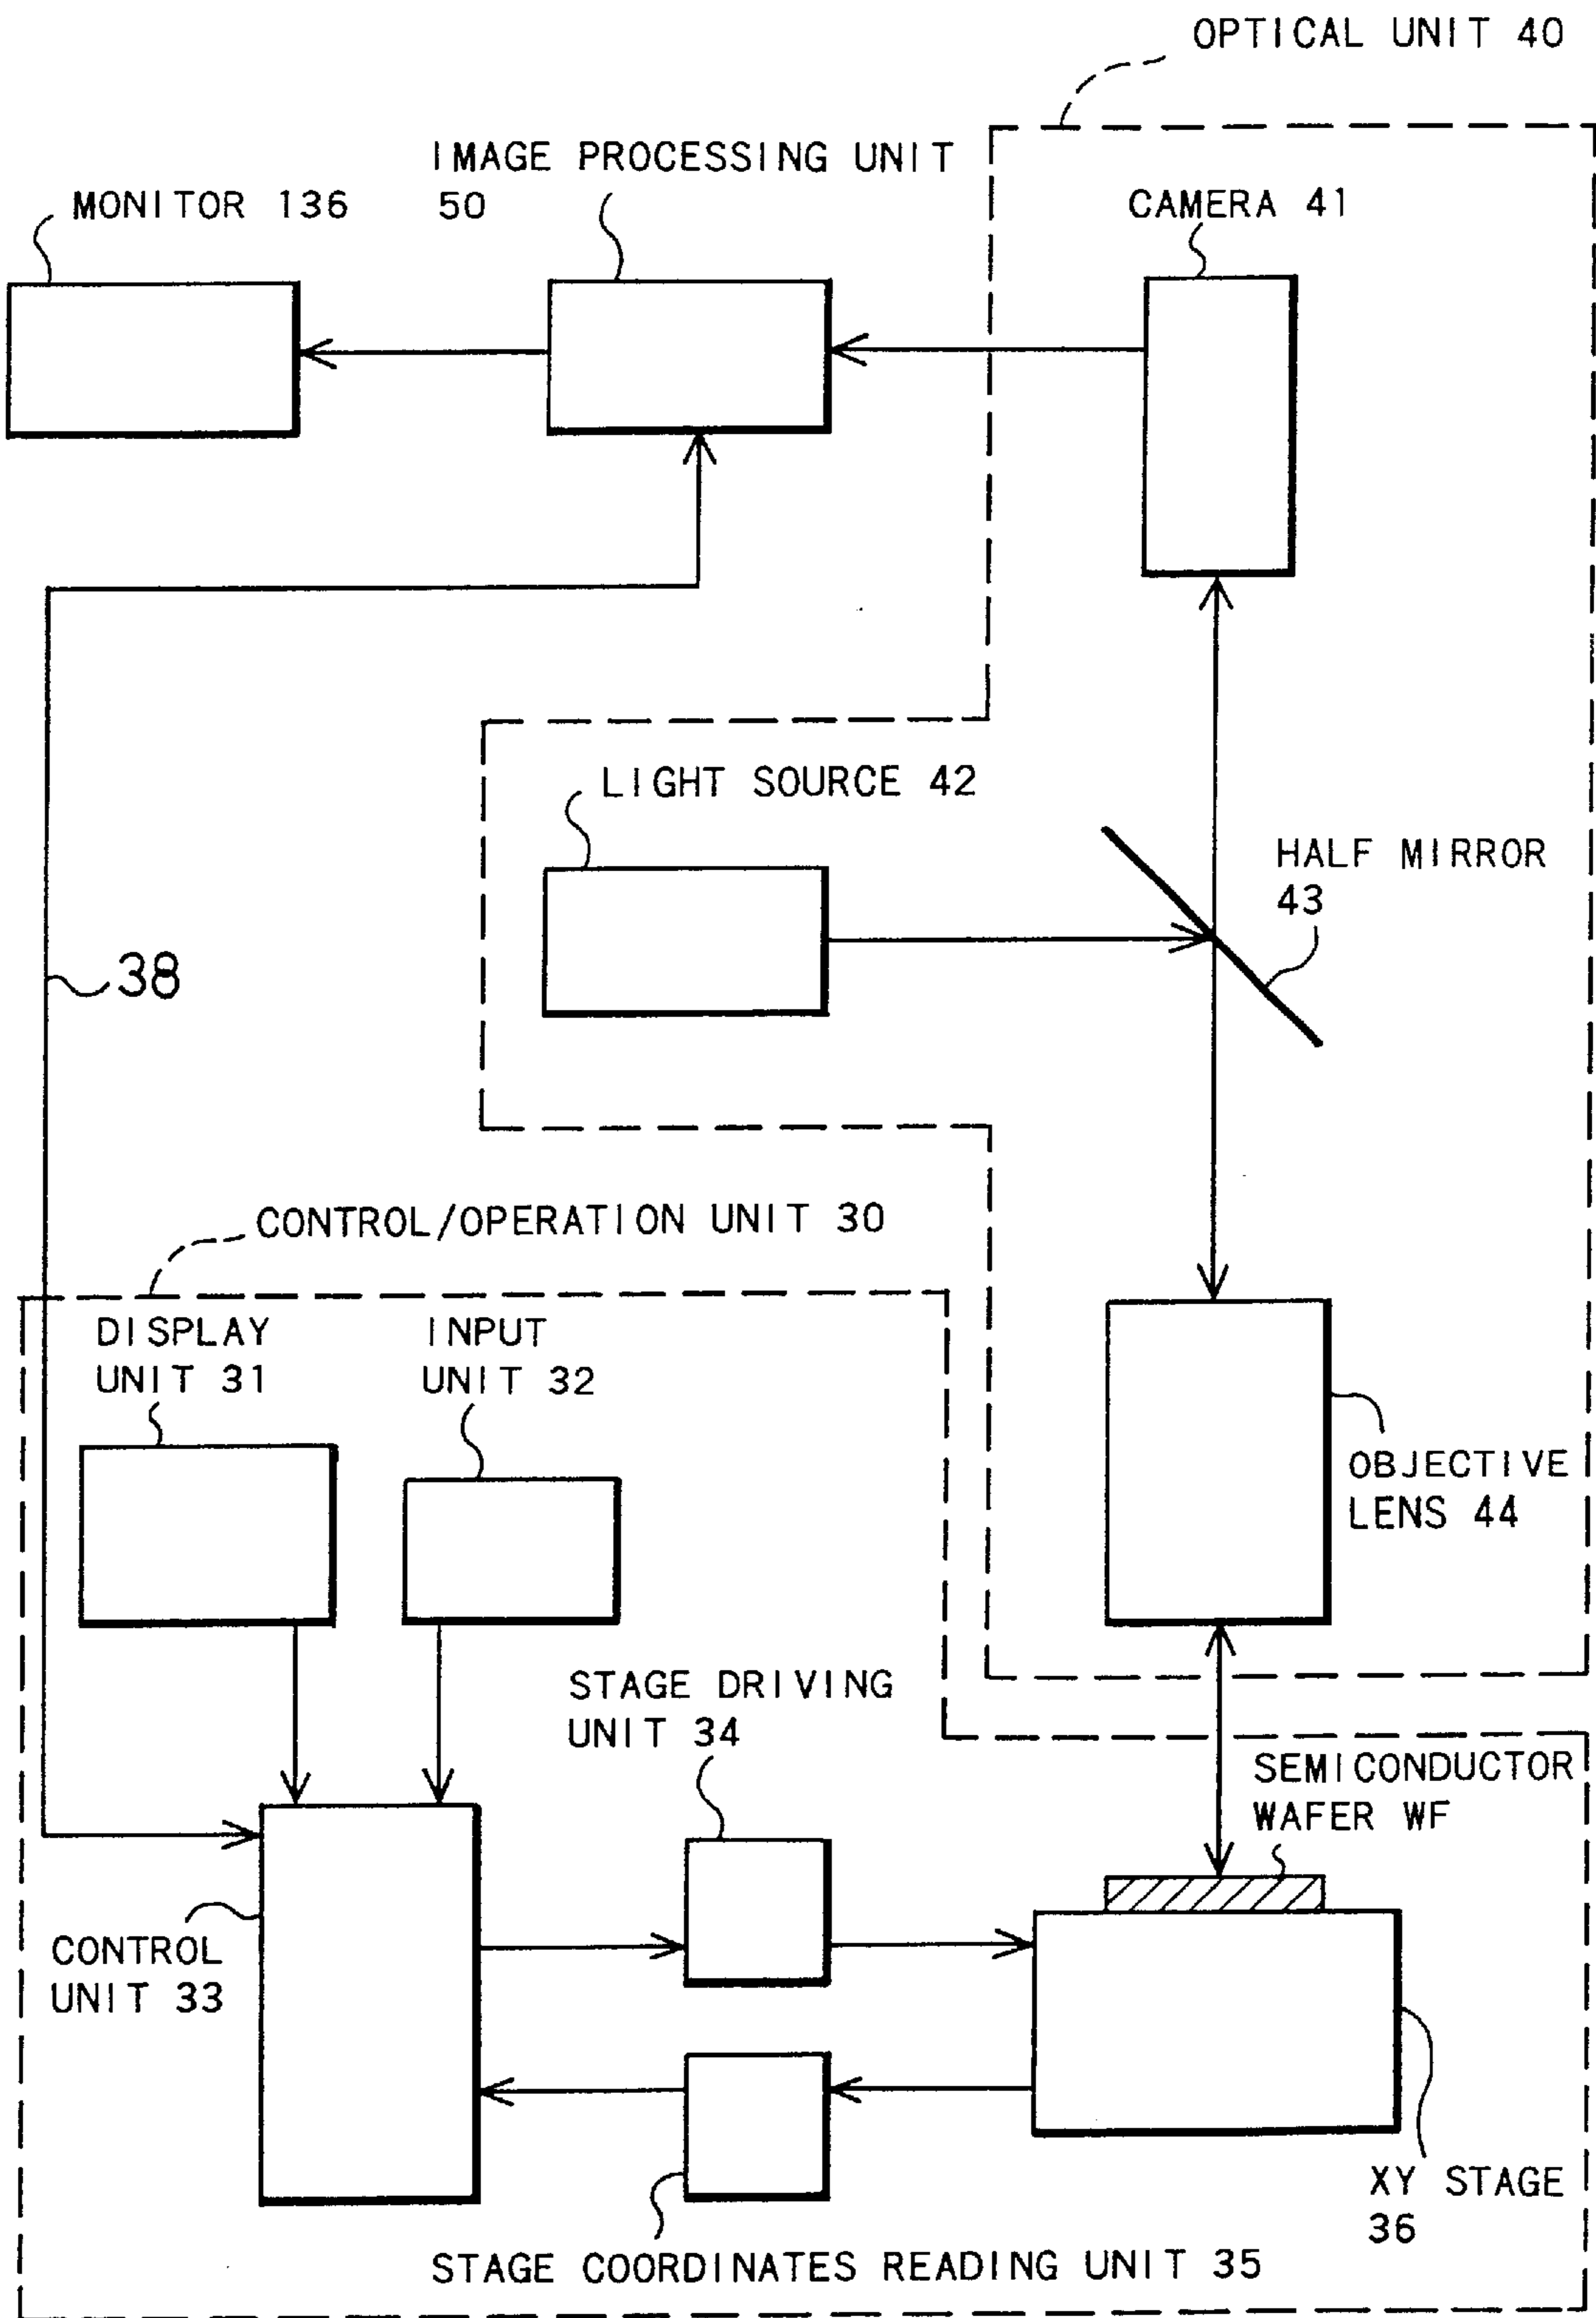 OPTICAL UNIT 40
IMAGE PROCESSING UNIT
50
MONITOR 136
CAMERA 41
LIGHT SOURCE 42
HALF MIRROR
43
38
CONTROL/OPERATION UNIT 30
DISPLAY
UNIT 31
INPUT
UNIT 32
OBJECTIVE
LENS 44
STAGE DRIVING
UNIT 34
SEMICONDUCTOR
WAFER WF
CONTROL
UNIT 33
XY STAGE
36
STAGE COORDINATES READING UNIT 35